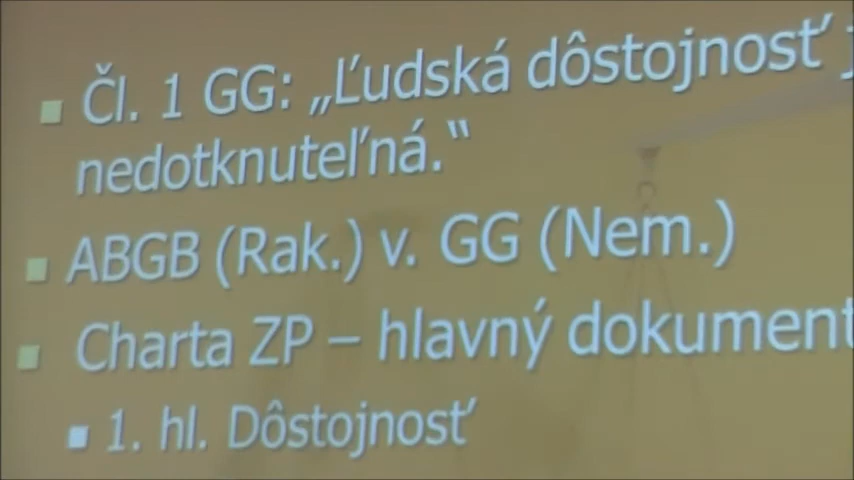 Čl. 1 GG: „Ľudská dôstojnosť
nedotknuteľná.“
ABGB (Rak.) v. GG (Nem.)
Charta ZP – hlavný dokument
1. hl. Dôstojnosť